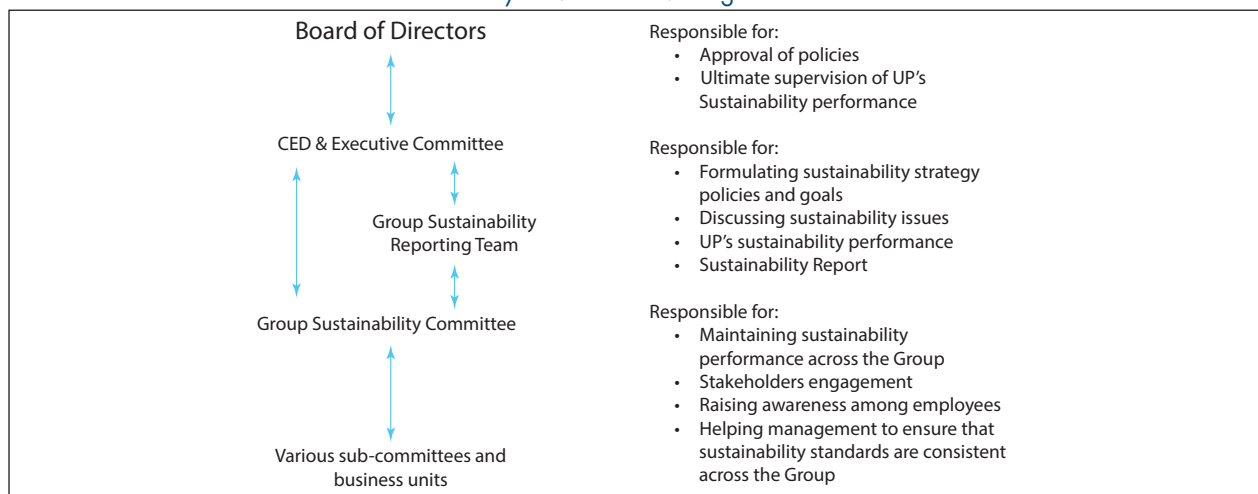 Board of Directors
CED & Executive Committee
Group Sustainability
Reporting Team
Group Sustainability Committee
Various sub-committees and
business units
Responsible for:
• Approval of policies
• Ultimate supervision of UP’s
Sustainability performance
Responsible for:
• Formulating sustainability strategy
policies and goals
• Discussing sustainability issues
• UP’s sustainability performance
• Sustainability Report
Responsible for:
• Maintaining sustainability
performance across the Group
• Stakeholders engagement
• Raising awareness among employees
• Helping management to ensure that
sustainability standards are consistent
across the Group